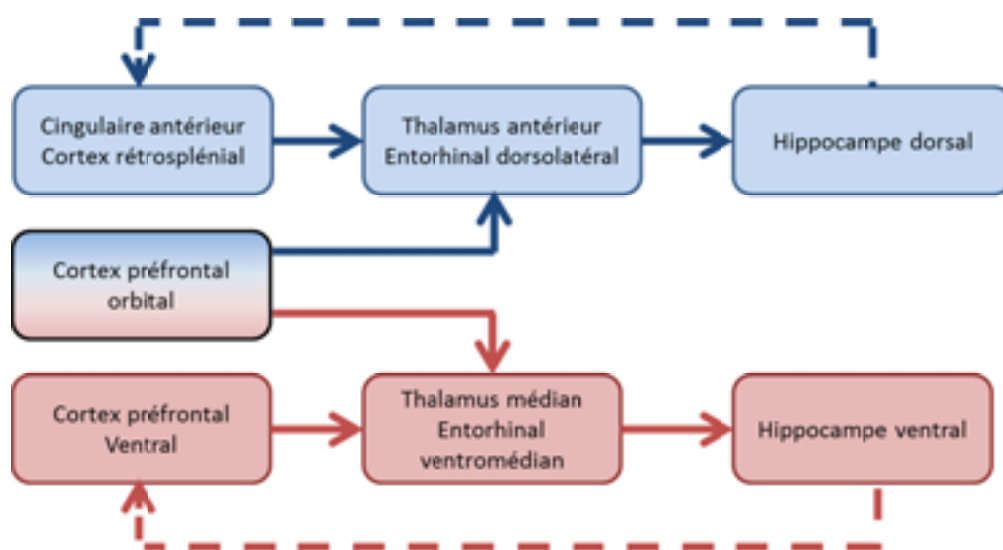 Cingulaire antérieur
Cortex rétrosplénial
Thalamus antérieur
Entorhinal dorsolatéral
Hippocampe dorsal
Cortex préfrontal
orbital
Cortex préfrontal
Ventral
Thalamus médian
Entorhinal
ventromédian
Hippocampe ventral